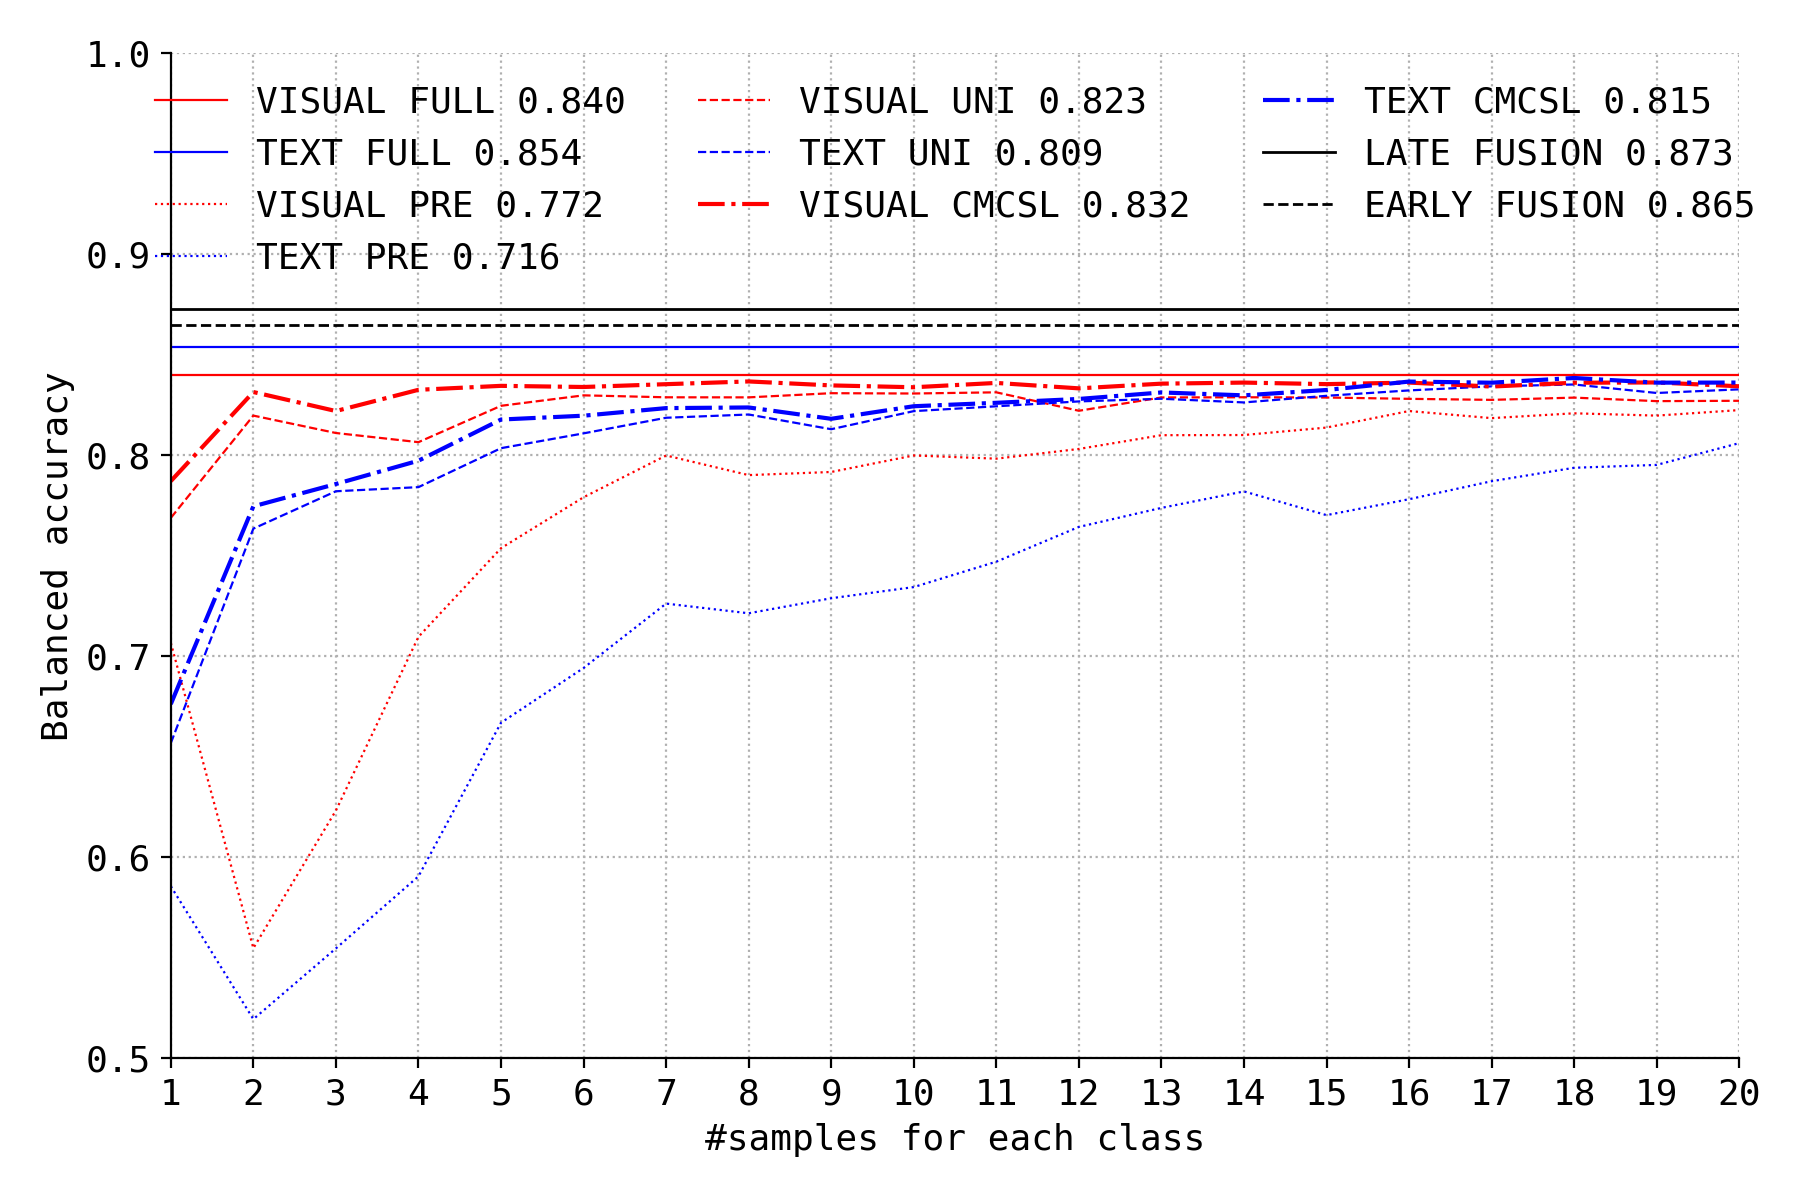 1.0
VISUAL FULL 0.840
TEXT FULL 0.854
VISUAL PRE 0.772
TEXT PRE 0.716
VISUAL UNI 0.823
TEXT UNI 0.809
VISUAL CMCSL 0.832
TEXT CMCSL 0.815
LATE FUSION 0.873
EARLY FUSION 0.865
0.9
0.8
0.7
0.6
0.5
Balanced accuracy
1 2 3 4 5 6 7 8 9 10 11 12 13 14 15 16 17 18 19 20
#samples for each class